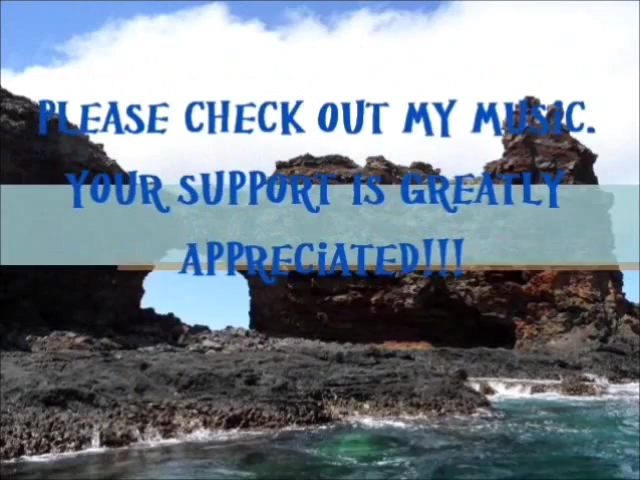 PLEASE CHECK OUT MY MUSIC.
YOUR SUPPORT IS GREATLY
APPRECIATED!!!